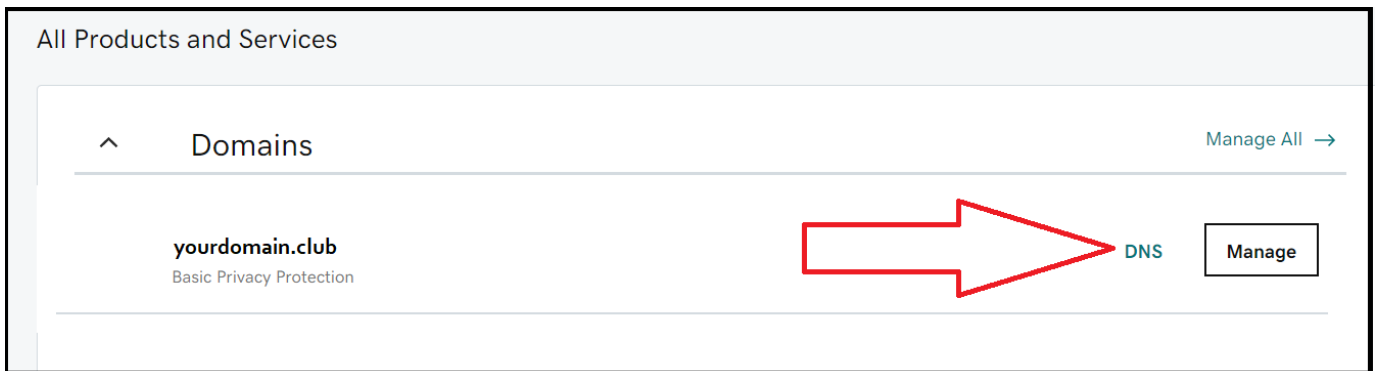 All Products and Services
Domains
Manage All →
yourdomain.club
DNS
Manage
Basic Privacy Protection